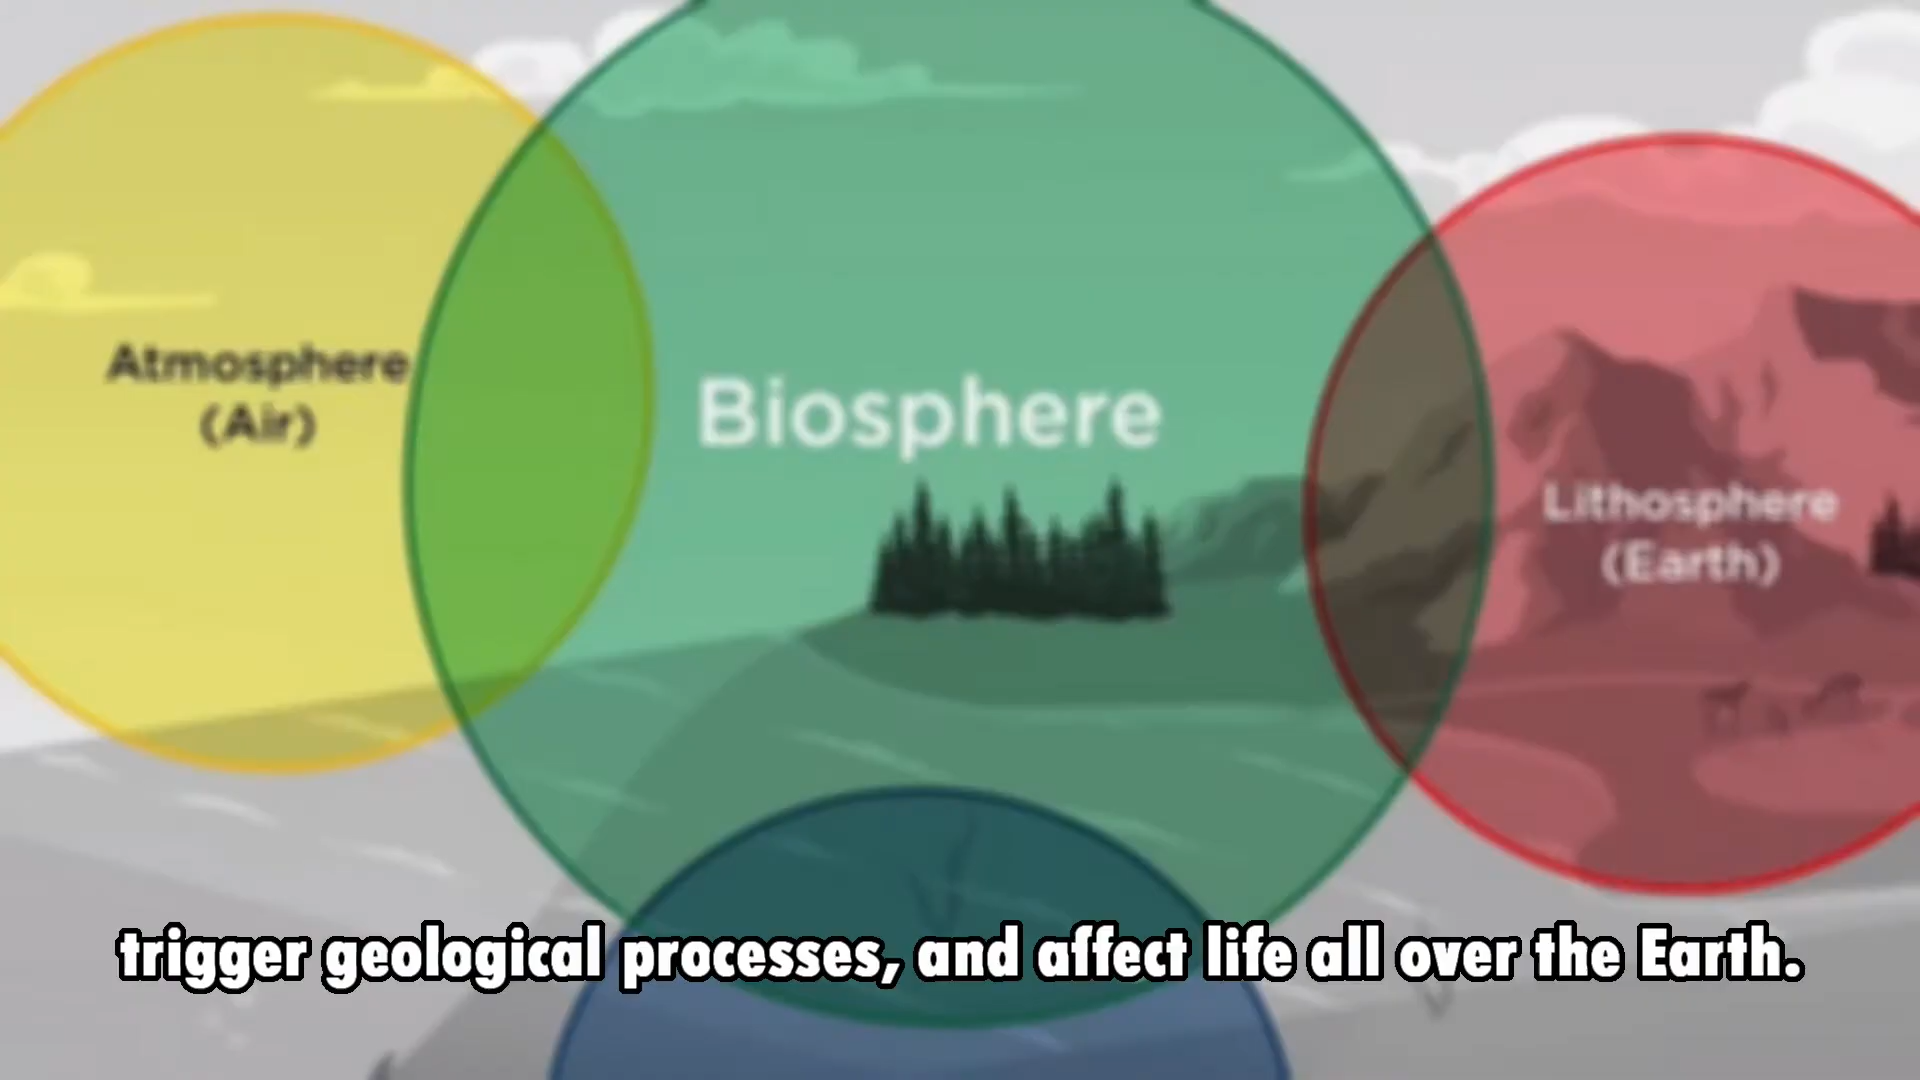 Atmosphere
(Air)
Biosphere
Lithosphere
(Earth)
trigger geological processes, and affect life all over the Earth.